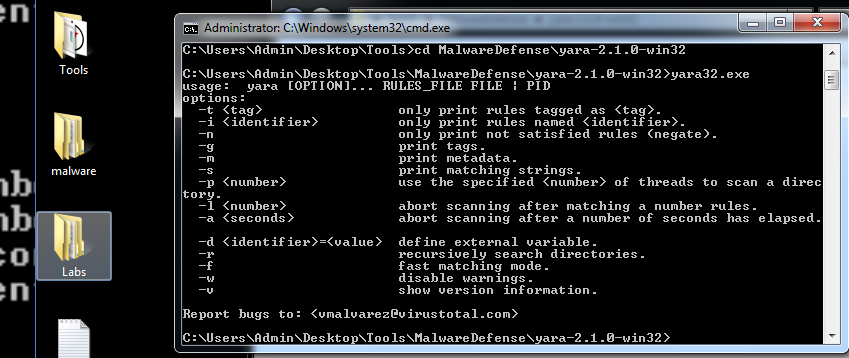 Tools
malware
Labs
Administrator: C:\Windows\system32\cmd.exe
C:\Users\Admin\Desktop\Tools>cd MalwareDefense\yara-2.1.0-win32
C:\Users\Admin\Desktop\Tools\MalwareDefense\yara-2.1.0-win32>yara32.exe
usage:  yara [OPTION]... RULES_FILE FILE ¦ PID
options:
  -t <tag>                 only print rules tagged as <tag>.
  -i <identifier>          only print rules named <identifier>.
  -n                       only print not satisfied rules (negate).
  -g                       print tags.
  -m                       print metadata.
  -s                       print matching strings.
  -p <number>              use the specified <number> of threads to scan a direc
tory.
  -l <number>              abort scanning after matching a number rules.
  -a <seconds>             abort scanning after a number of seconds has elapsed.
  -d <identifier>=<value>  define external variable.
  -r                       recursively search directories.
  -f                       fast matching mode.
  -w                       disable warnings.
  -v                       show version information.
Report bugs to: <vmalvarez@virustotal.com>
C:\Users\Admin\Desktop\Tools\MalwareDefense\yara-2.1.0-win32>